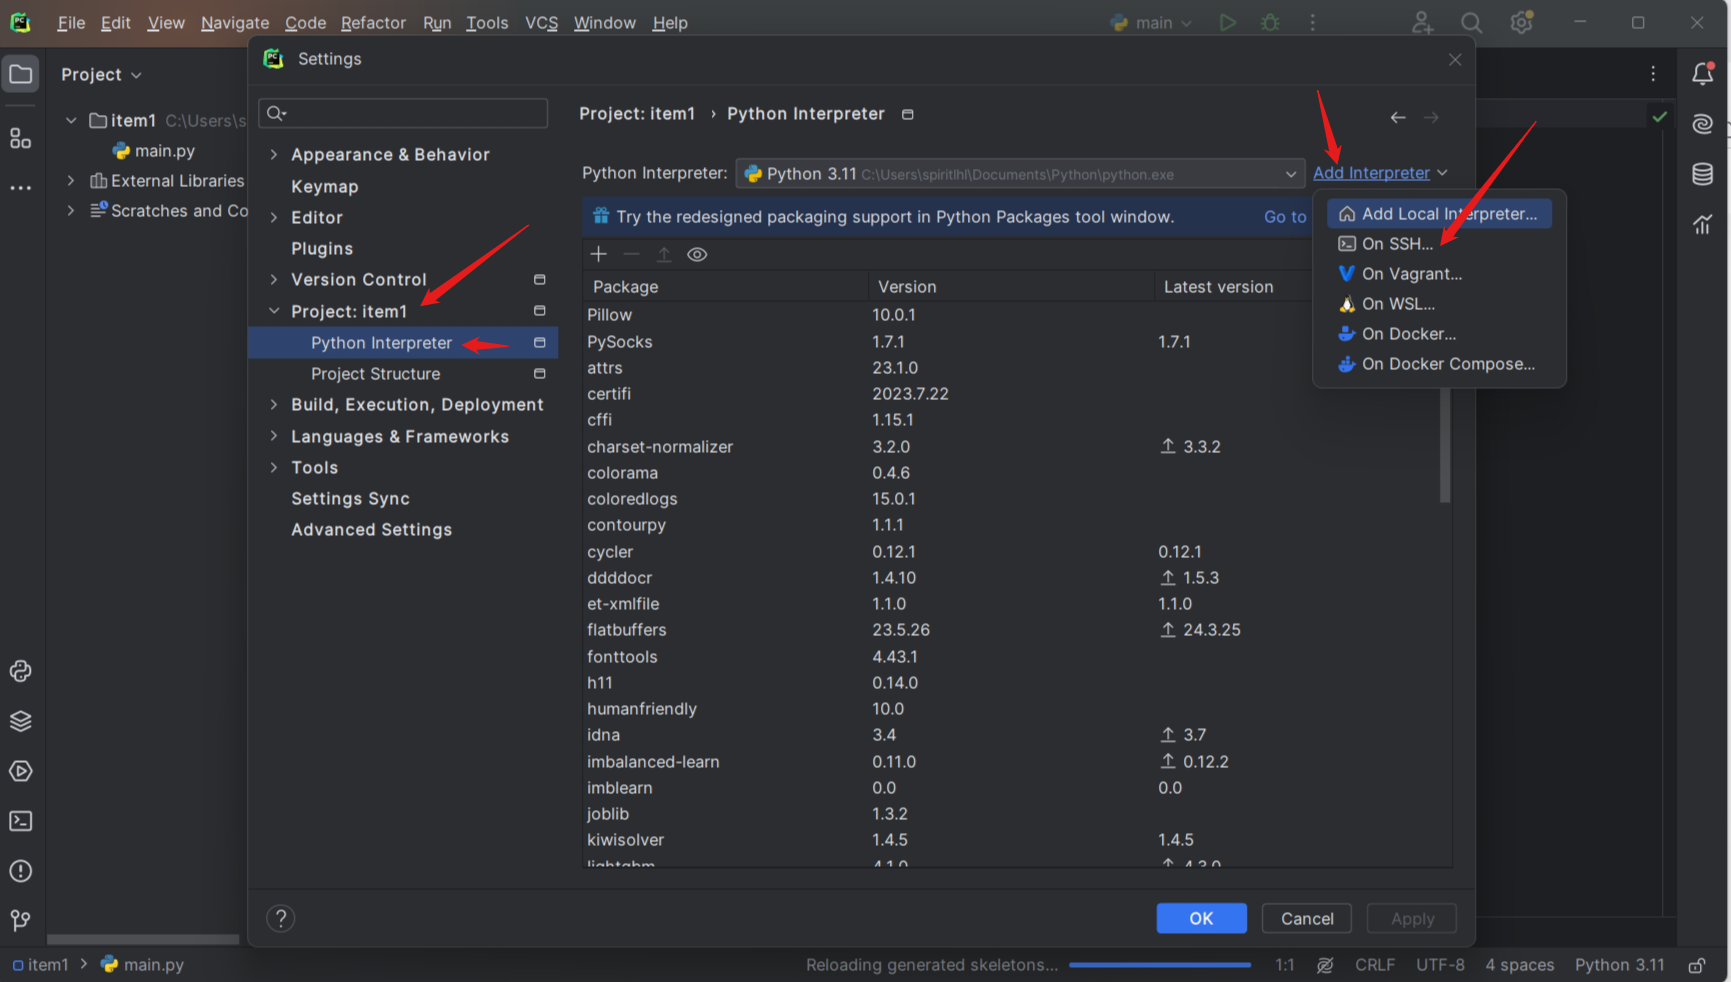 File Edit View Navigate Code Refactor Run Tools VCS Window Help
main
Settings
Project
item1 C:\Users\s
main.py
External Libraries
Scratches and Co
Appearance & Behavior
Keymap
Editor
Plugins
Version Control
Project: item1
Python Interpreter
Project Structure
Build, Execution, Deployment
Languages & Frameworks
Tools
Settings Sync
Advanced Settings
Project: item1 › Python Interpreter
Python Interpreter: Python 3.11 C:\Users\spiritlhl\Documents\Python\python.exe Add Interpreter
Try the redesigned packaging support in Python Packages tool window. Go to
Add Local Interpreter...
On SSH...
On Vagrant...
On WSL...
On Docker...
On Docker Compose...
Package Version Latest version
Pillow 10.0.1
PySocks 1.7.1 1.7.1
attrs 23.1.0
certifi 2023.7.22
cffi 1.15.1
charset-normalizer 3.2.0 3.3.2
colorama 0.4.6
coloredlogs 15.0.1
contourpy 1.1.1
cycler 0.12.1 0.12.1
ddddocr 1.4.10 1.5.3
et-xmlfile 1.1.0 1.1.0
flatbuffers 23.5.26 24.3.25
fonttools 4.43.1
h11 0.14.0
humanfriendly 10.0
idna 3.4 3.7
imbalanced-learn 0.11.0 0.12.2
imblearn 0.0 0.0
joblib 1.3.2
kiwisolver 1.4.5 1.4.5
lightgbm 4.1.0 4.3.0
? OK Cancel Apply
item1 > main.py Reloading generated skeletons... 1:1 CRLF UTF-8 4 spaces Python 3.11